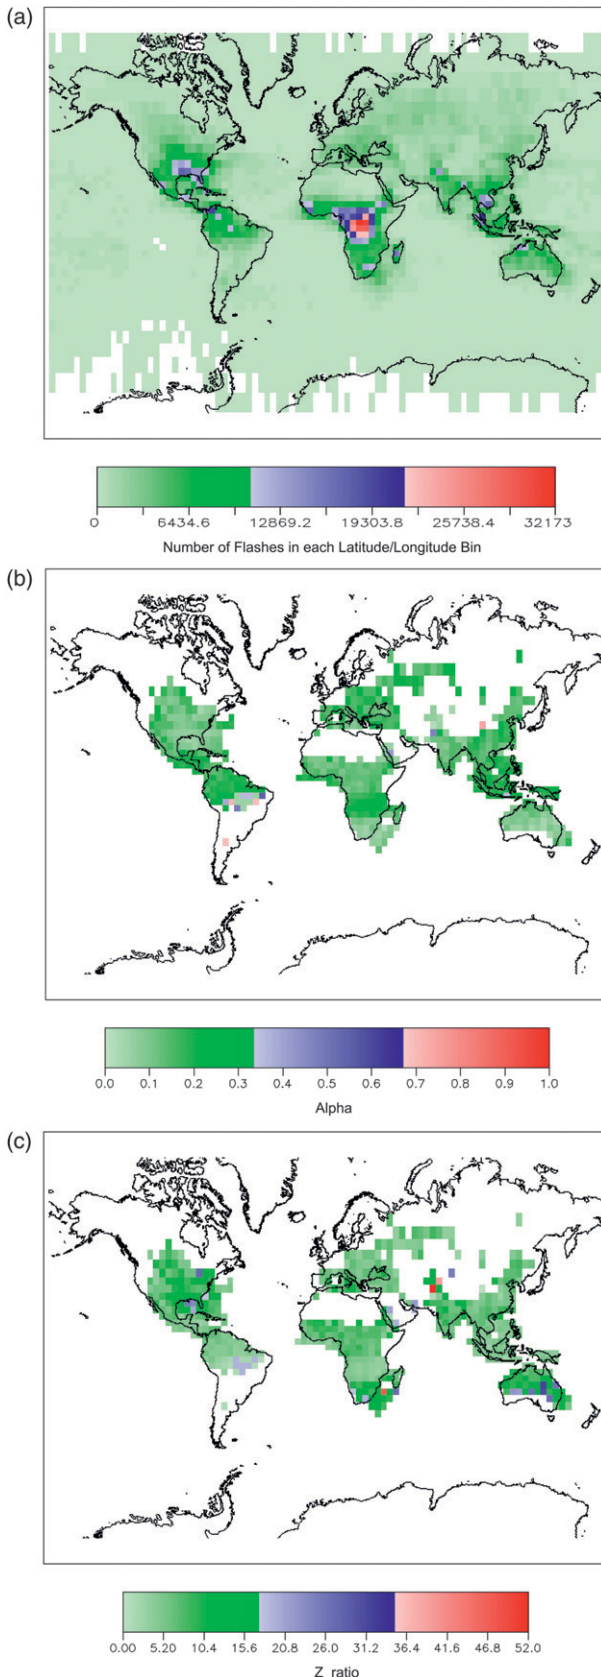 (a)
0 6434.6 12869.2 19303.8 25738.4 32173
Number of Flashes in each Latitude/Longitude Bin
(b)
0.0 0.1 0.2 0.3 0.4 0.5 0.6 0.7 0.8 0.9 1.0
Alpha
(c)
0.00 5.20 10.4 15.6 20.8 26.0 31.2 36.4 41.6 46.8 52.0
Z_ratio